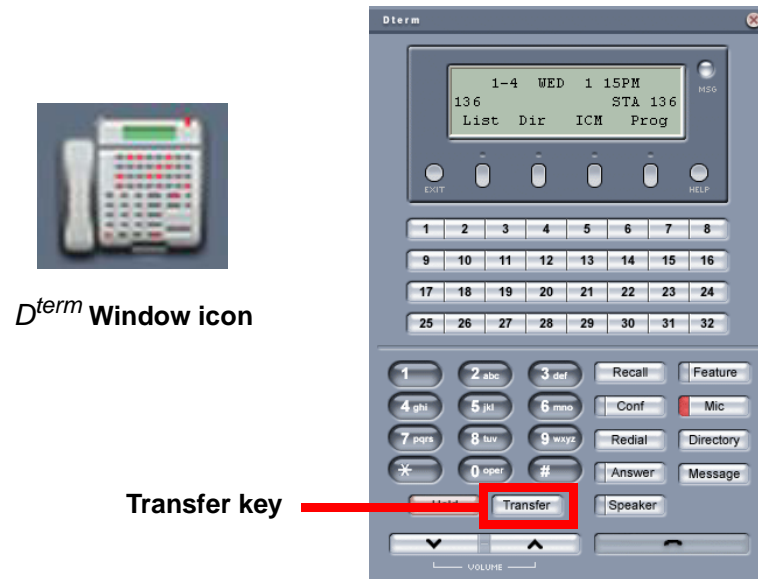 Dterm
1-4 WED 1 15PM
136 STA 136
List Dir ICM Prog
MSG
EXIT
HELP
1 2 3 4 5 6 7 8
9 10 11 12 13 14 15 16
17 18 19 20 21 22 23 24
25 26 27 28 29 30 31 32
Dterm Window icon
1 2 abc 3 def Recall Feature
4 ghi 5 jkl 6 mno Conf Mic
7 pqrs 8 tuv 9 wxyz Redial Directory
* 0 oper # Answer Message
Transfer key
Transfer Speaker
VOLUME